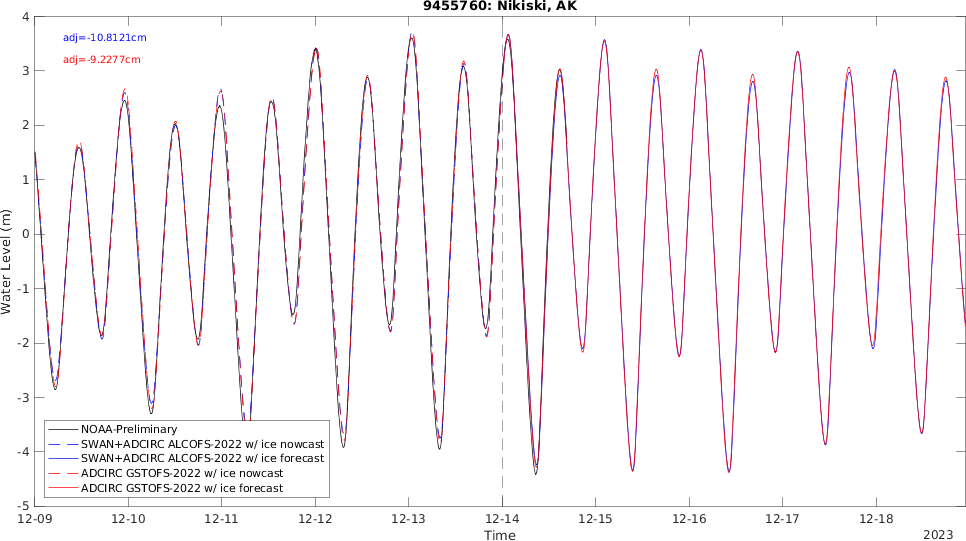 9455760: Nikiski, AK
adj=-10.8121cm
adj=-9.2277cm
Water Level (m)
4
3
2
1
0
-1
-2
-3
-4
-5
NOAA-Preliminary
SWAN+ADCIRC ALCOFS-2022 w/ ice nowcast
SWAN+ADCIRC ALCOFS-2022 w/ ice forecast
ADCIRC GSTOFS-2022 w/ ice nowcast
ADCIRC GSTOFS-2022 w/ ice forecast
12-09 12-10 12-11 12-12 12-13 12-14 12-15 12-16 12-17 12-18
Time
2023